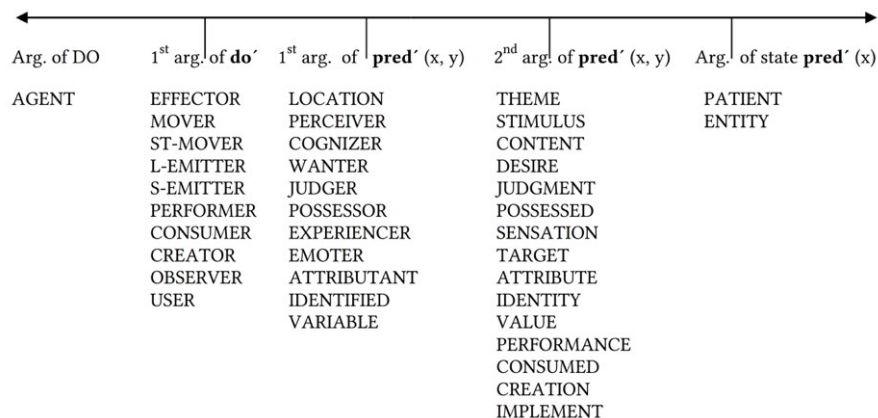 Arg. of DO 1st arg. of do´ 1st arg. of pred´ (x, y) 2nd arg. of pred´ (x, y) Arg. of state pred´ (x)
AGENT EFFECTOR LOCATION THEME PATIENT
MOVER PERCEIVER STIMULUS ENTITY
ST-MOVER COGNIZER CONTENT
L-EMITTER WANTER DESIRE
S-EMITTER JUDGER JUDGMENT
PERFORMER POSSESSOR POSSESSED
CONSUMER EXPERIENCER SENSATION
CREATOR EMOTER TARGET
OBSERVER ATTRIBUTANT ATTRIBUTE
USER IDENTIFIED IDENTITY
VARIABLE VALUE
PERFORMANCE
CONSUMED
CREATION
IMPLEMENT